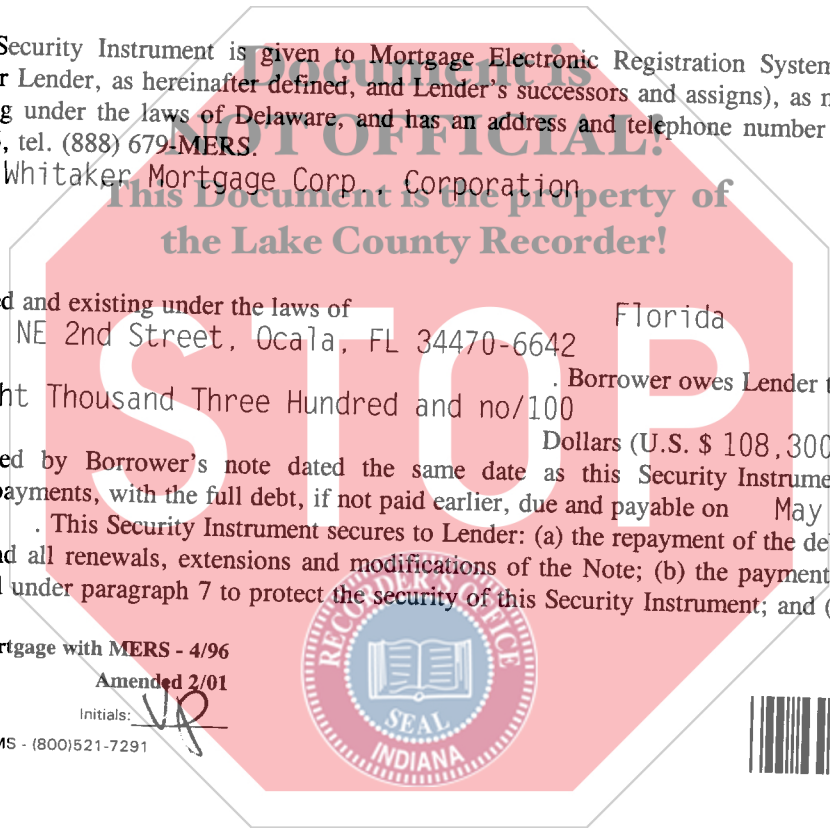 Security Instrument is given to Mortgage Electronic Registration System
Document is
r Lender, as hereinafter defined, and Lender's successors and assigns), as
g under the laws of Delaware, and has an address and telephone number
NOT OFFICIAL!
, tel. (888) 679-MERS.
Whitaker Mortgage Corp., Corporation
This Document is the property of
the Lake County Recorder!
ed and existing under the laws of Florida
NE 2nd Street, Ocala, FL 34470-6642
. Borrower owes Lender t
ht Thousand Three Hundred and no/100
Dollars (U.S. $ 108,300
STOP
ed by Borrower's note dated the same date as this Security Instrume
payments, with the full debt, if not paid earlier, due and payable on May
. This Security Instrument secures to Lender: (a) the repayment of the de
d all renewals, extensions and modifications of the Note; (b) the payment
l under paragraph 7 to protect the security of this Security Instrument; and (
RECORDER'S OFFICE
SEAL
INDIANA
rtgage with MERS - 4/96
Amended 2/01
Initials:
MS - (800)521-7291